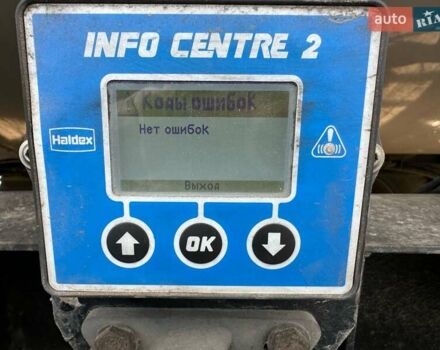 auto RIA
INFO CENTRE 2
Коды ошибок
Haldex
Нет ошибок
Выход
OK